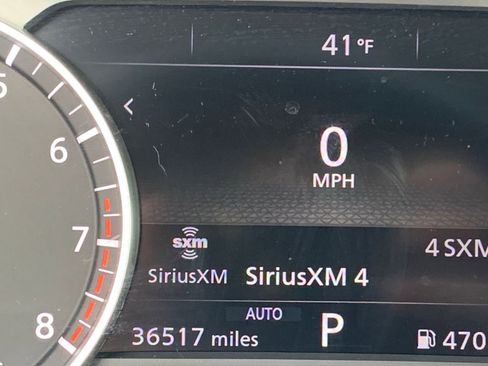 41°F
5
6
0
MPH
7
sxm
4 SXM
SiriusXM
SiriusXM 4
AUTO
8
36517 miles
P
470